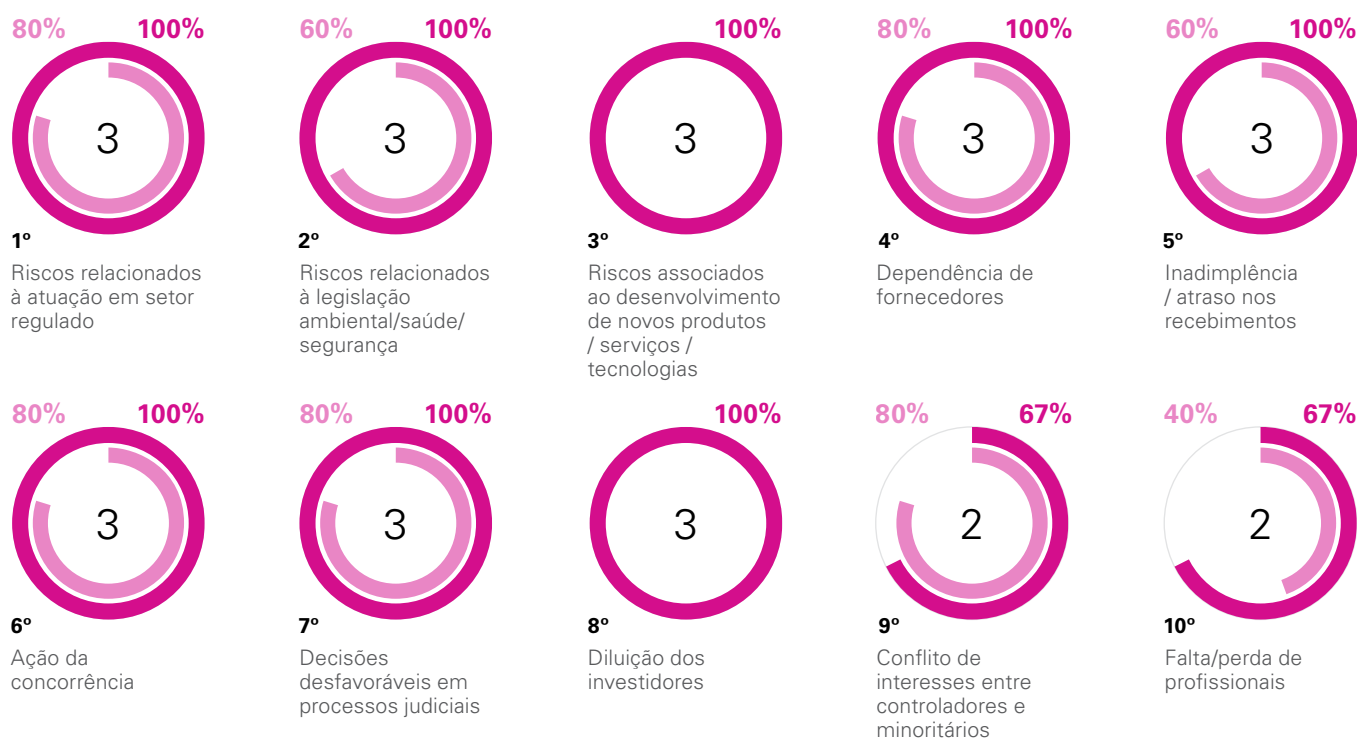 80% 100%
3
1º
Riscos relacionados
à atuação em setor
regulado
60% 100%
3
2º
Riscos relacionados
à legislação
ambiental/saúde/
segurança
100%
3
3º
Riscos associados
ao desenvolvimento
de novos produtos
/ serviços /
tecnologias
80% 100%
3
4º
Dependência de
fornecedores
60% 100%
3
5º
Inadimplência
/ atraso nos
recebimentos
80% 100%
3
6º
Ação da
concorrência
80% 100%
3
7º
Decisões
desfavoráveis em
processos judiciais
100%
3
8º
Diluição dos
investidores
80% 67%
2
9º
Conflito de
interesses entre
controladores e
minoritários
40% 67%
2
10º
Falta/perda de
profissionais